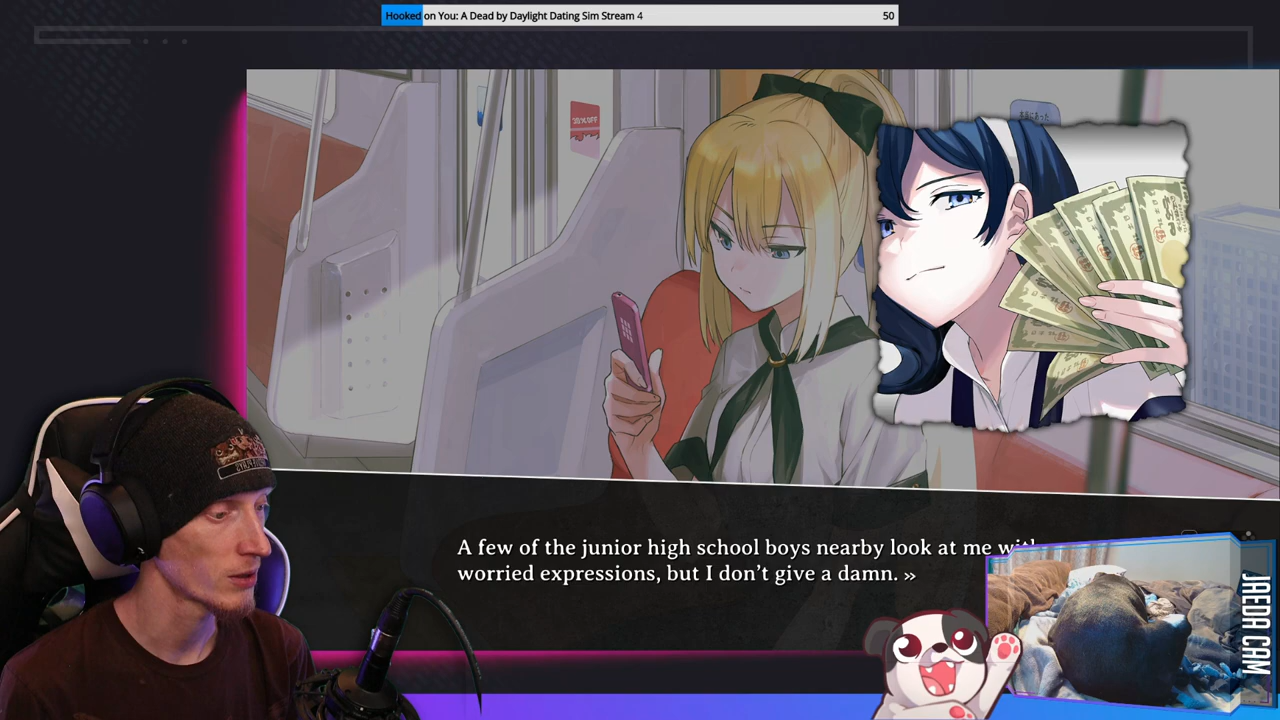 Hooked on You: A Dead by Daylight Dating Sim Stream 4 50
A few of the junior high school boys nearby look at me with
worried expressions, but I don't give a damn. »
JAEDA CAM